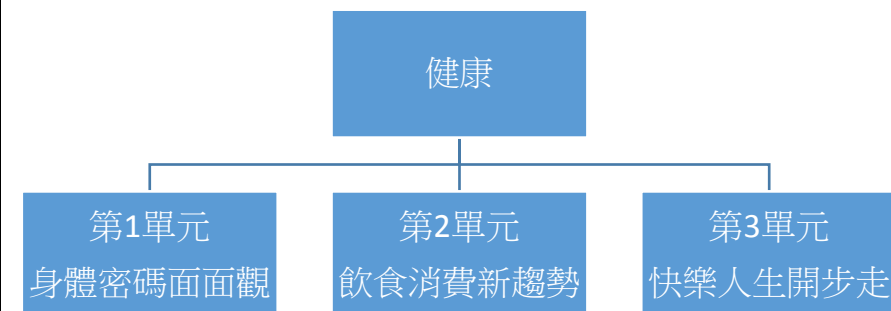 健康
第1單元
身體密碼面面觀
第2單元
飲食消費新趨勢
第3單元
快樂人生開步走